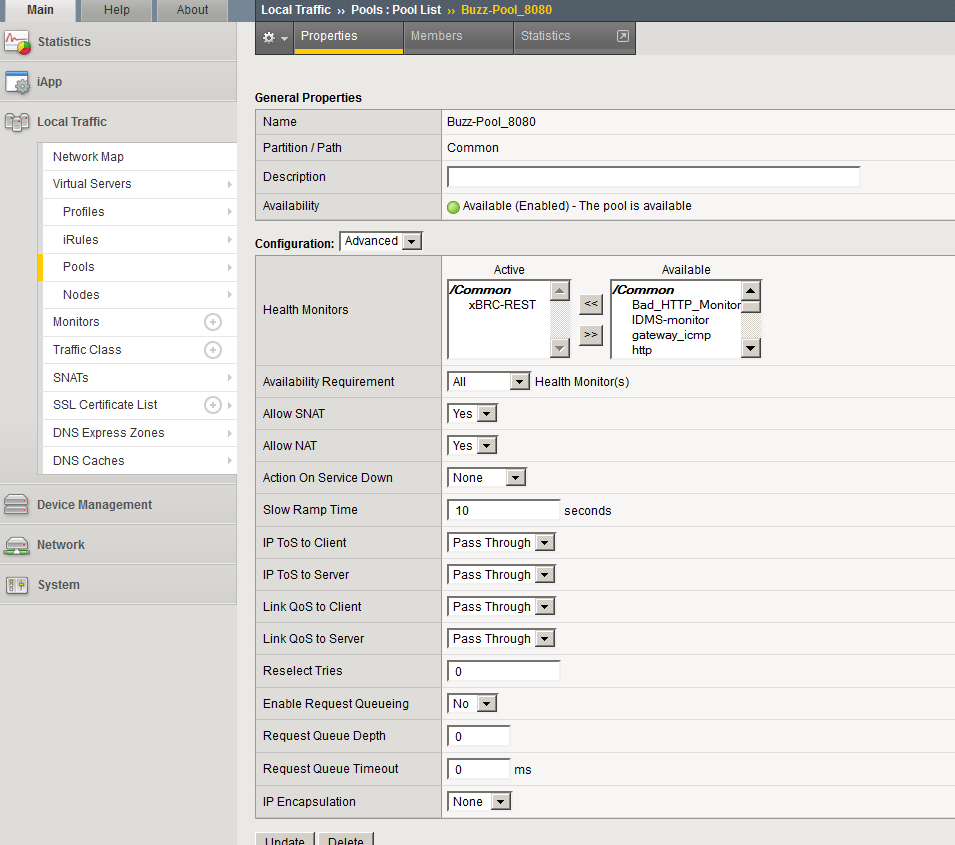 Main Help About
Local Traffic ›› Pools : Pool List ›› Buzz-Pool_8080
Properties Members Statistics
Statistics
iApp
Local Traffic
Network Map
Virtual Servers
Profiles
iRules
Pools
Nodes
Monitors
Traffic Class
SNATs
SSL Certificate List
DNS Express Zones
DNS Caches
Device Management
Network
System
General Properties
Name Buzz-Pool_8080
Partition / Path Common
Description
Availability Available (Enabled) - The pool is available
Configuration: Advanced
Health Monitors
Active
/Common
xBRC-REST
<<
>>
Available
/Common
Bad_HTTP_Monitor
IDMS-monitor
gateway_icmp
http
Availability Requirement All Health Monitor(s)
Allow SNAT Yes
Allow NAT Yes
Action On Service Down None
Slow Ramp Time 10 seconds
IP ToS to Client Pass Through
IP ToS to Server Pass Through
Link QoS to Client Pass Through
Link QoS to Server Pass Through
Reselect Tries 0
Enable Request Queueing No
Request Queue Depth 0
Request Queue Timeout 0 ms
IP Encapsulation None
Update Delete